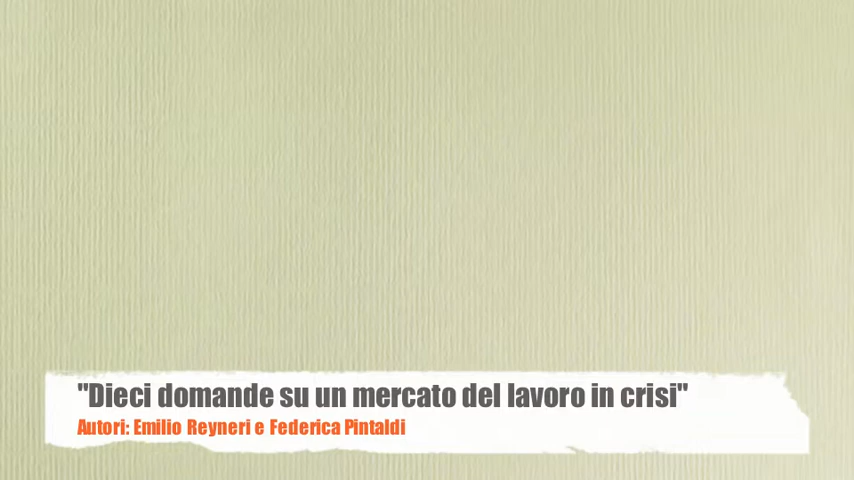 "Dieci domande su un mercato del lavoro in crisi"
Autori: Emilio Reyneri e Federica Pintaldi